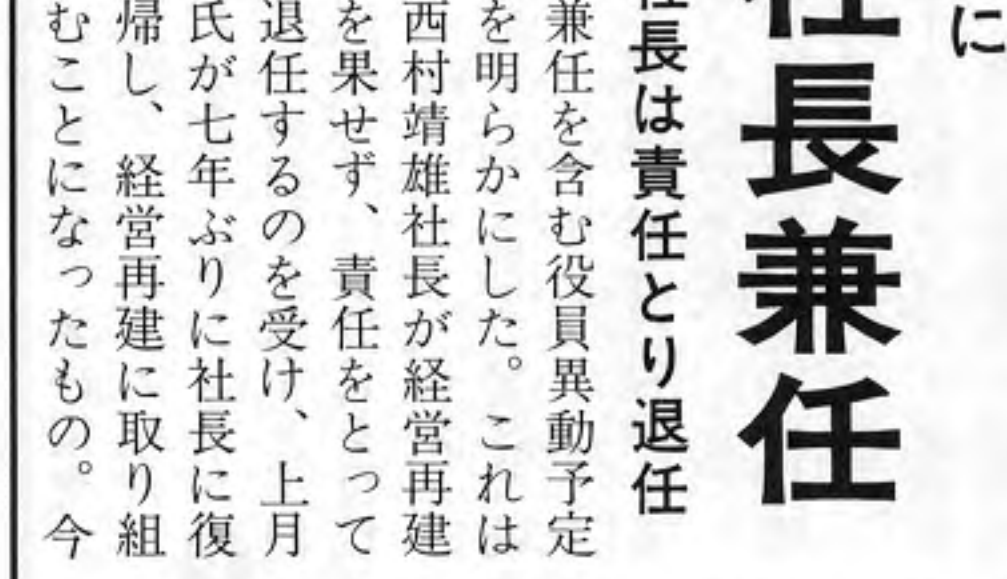 に
社長兼任
社長は責任とり退任
兼任を含む役員異動予定
を明らかにした。これは
西村靖雄社長が経営再建
を果せず、責任をとって
退任するのを受け、上月
氏が七年ぶりに社長に復
帰し、経営再建に取り組
むことになったもの。今